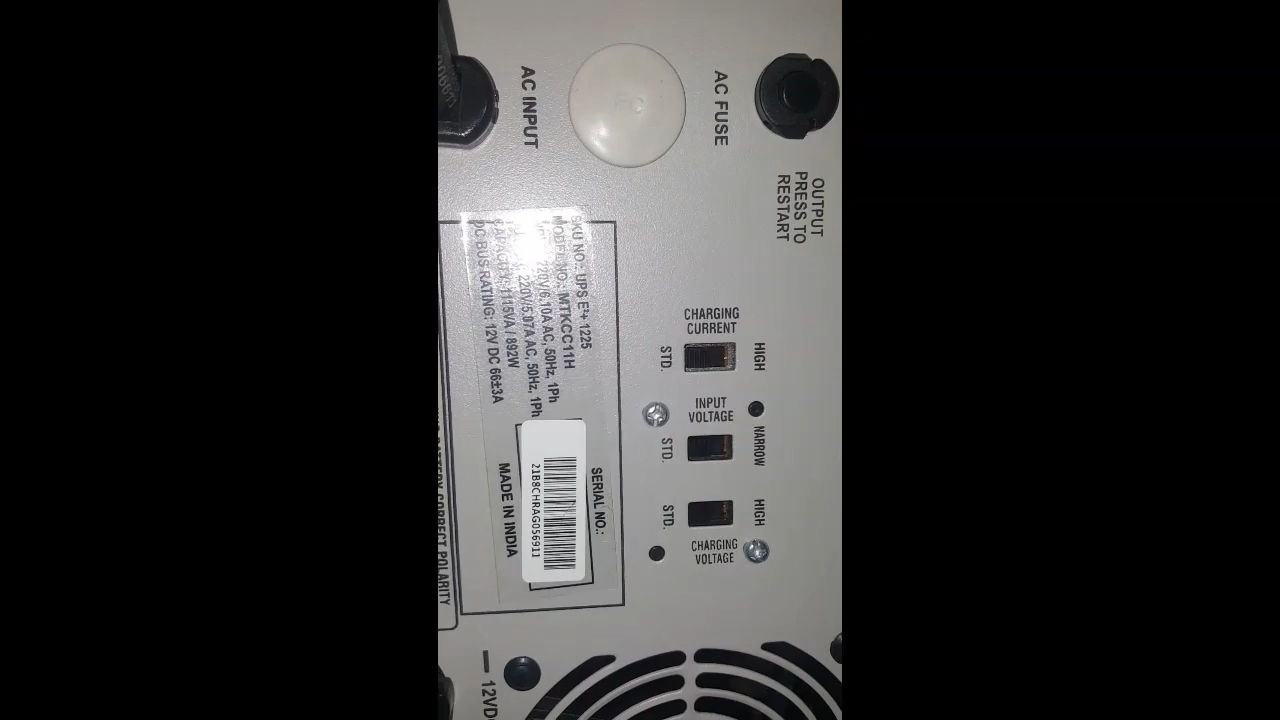 AC INPUT
AC FUSE
OUTPUT
PRESS TO
RESTART
SKU NO.: UPS E²+ 1225
MODEL NO.: MTKCC11H
220V/6.10A AC, 50Hz, 1Ph
220V/5.07A AC, 50Hz, 1Ph
CAPACITY: 1115VA / 892W
DC BUS RATING: 12V DC 66±3A
SERIAL NO.:
21B8CHRAG056911
MADE IN INDIA
CHARGING
CURRENT
HIGH
STD.
INPUT
VOLTAGE
NARROW
STD.
HIGH
STD.
CHARGING
VOLTAGE
BATTERY CORRECT POLARITY
12VD